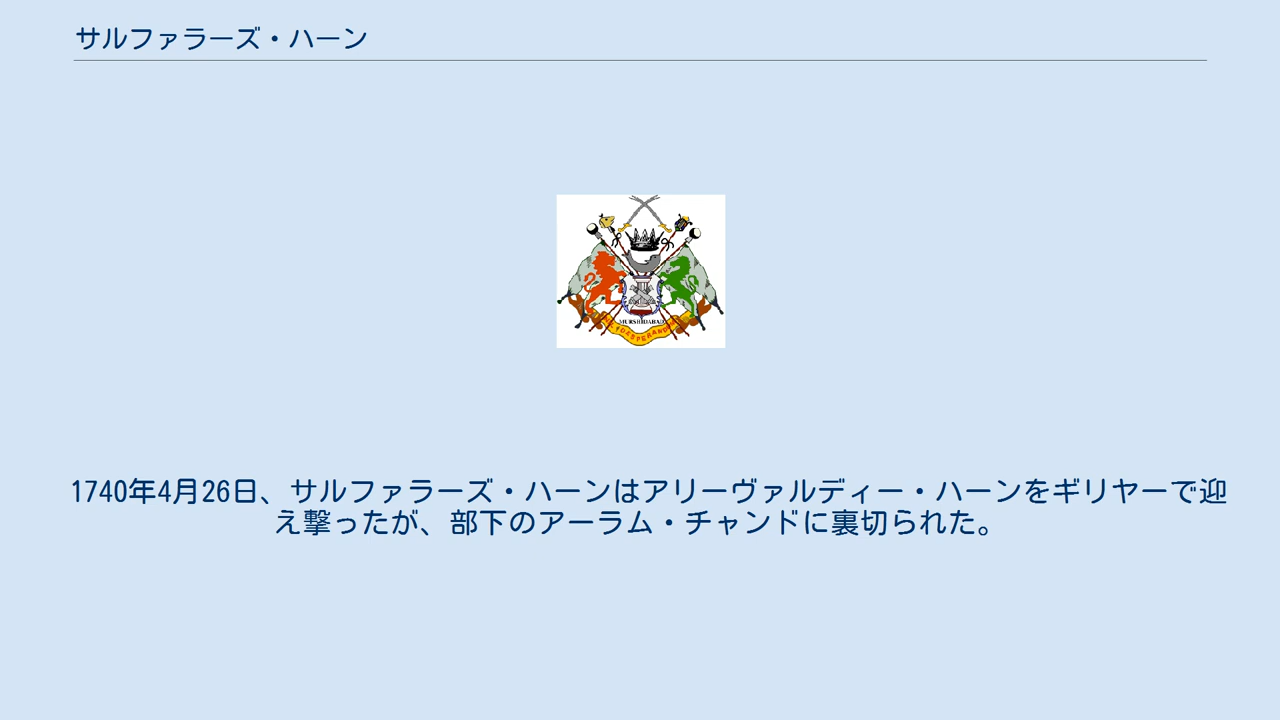 サルファラーズ・ハーン
MURSHIDABAD
1740年4月26日、サルファラーズ・ハーンはアリーヴァルディー・ハーンをギリヤーで迎
え撃ったが、部下のアーラム・チャンドに裏切られた。